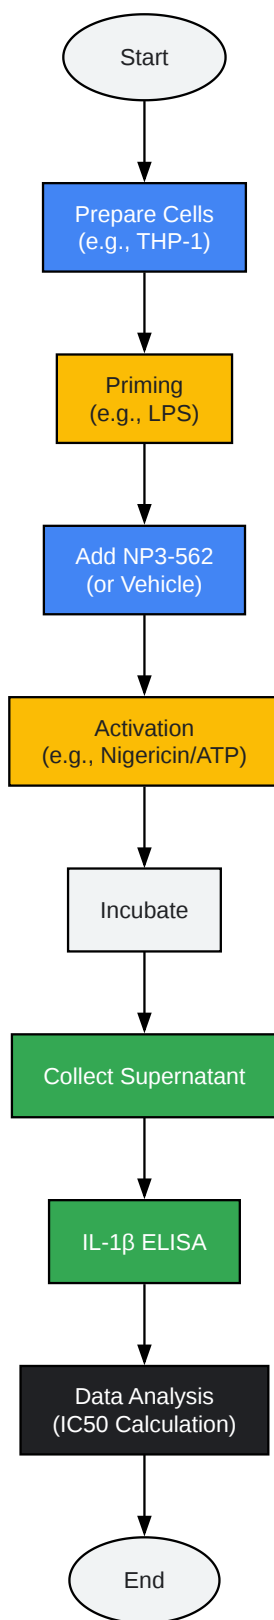 Start
Prepare Cells
(e.g., THP-1)
Priming
(e.g., LPS)
Add NP3-562
(or Vehicle)
Activation
(e.g., Nigericin/ATP)
Incubate
Collect Supernatant
IL-1β ELISA
Data Analysis
(IC50 Calculation)
End